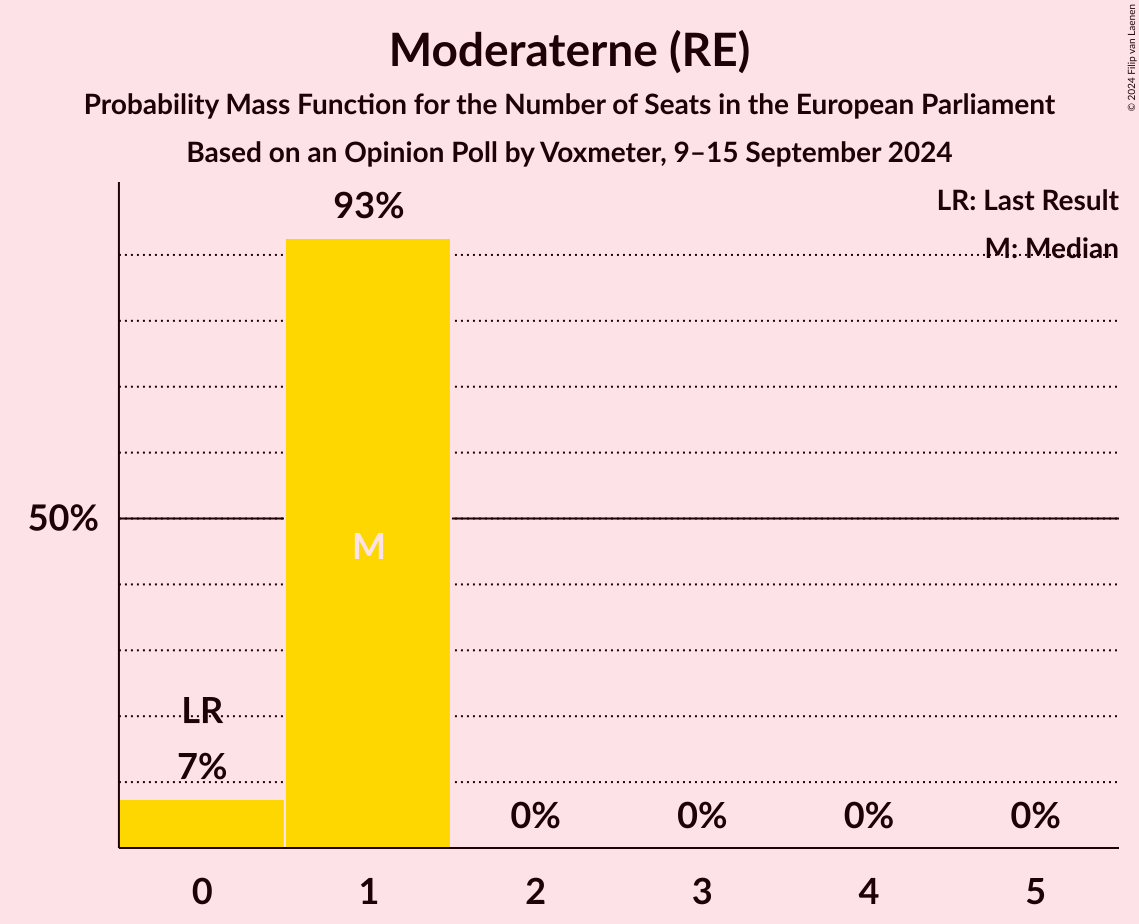 Moderaterne (RE)
Probability Mass Function for the Number of Seats in the European Parliament
Based on an Opinion Poll by Voxmeter, 9–15 September 2024
© 2024 Filip van Laenen
LR: Last Result
M: Median
93%
50%
M
LR
7%
0% 0% 0% 0%
0 1 2 3 4 5